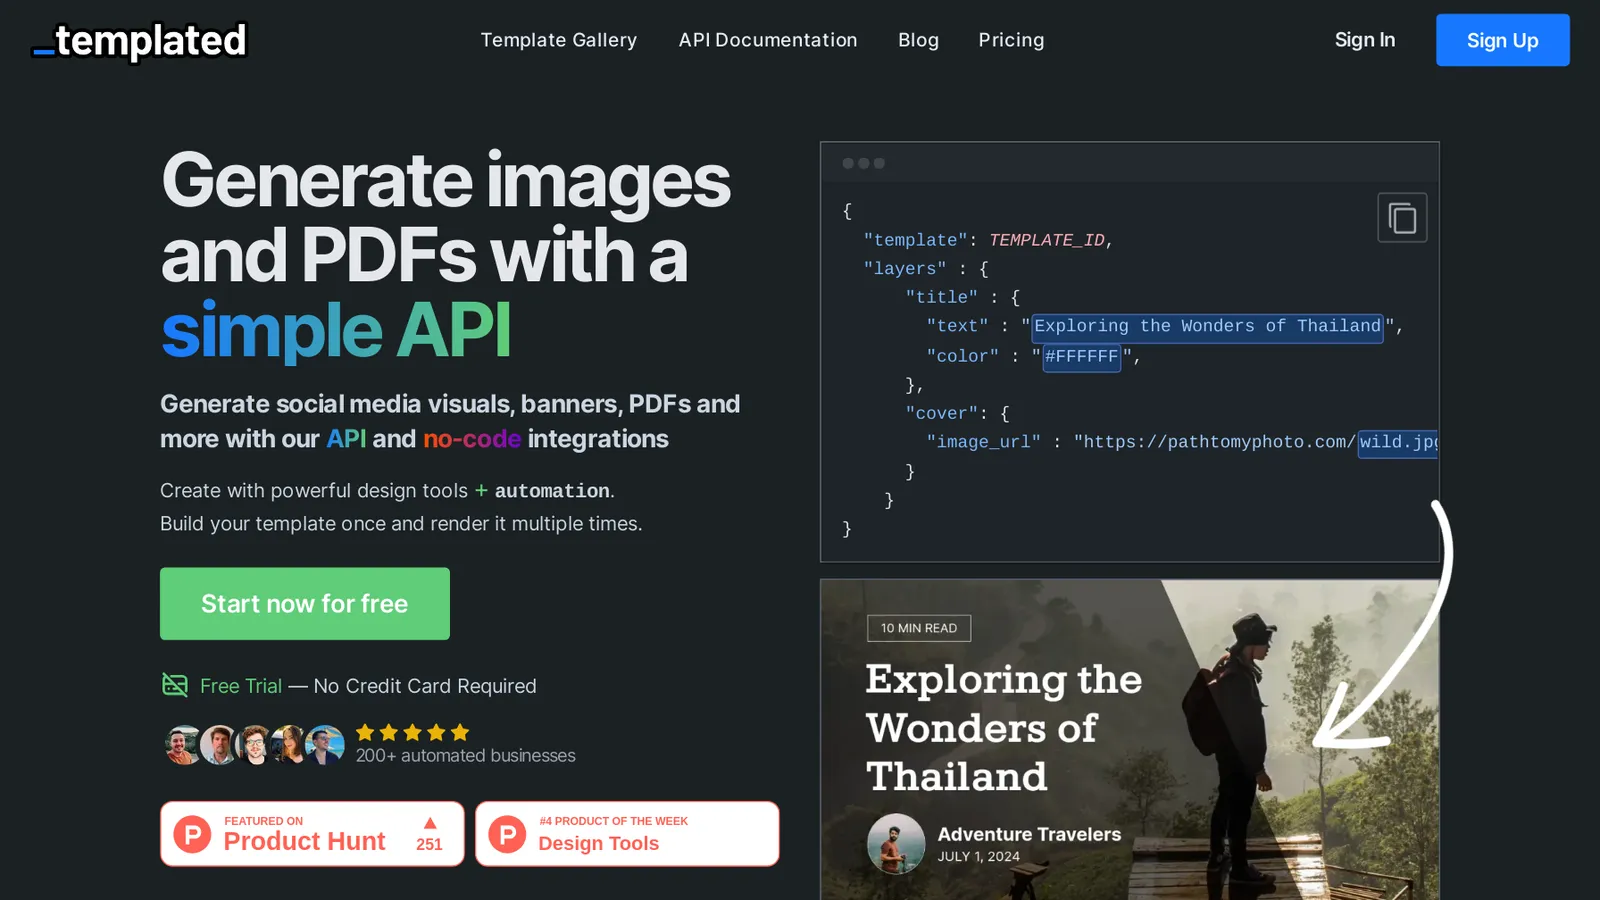 _templated
Template Gallery
API Documentation
Blog
Pricing
Sign In
Sign Up
Generate images
and PDFs with a
simple API
Generate social media visuals, banners, PDFs and
more with our API and no-code integrations
Create with powerful design tools + automation.
Build your template once and render it multiple times.
Start now for free
Free Trial — No Credit Card Required
200+ automated businesses
P
FEATURED ON
Product Hunt
251
P
#4 PRODUCT OF THE WEEK
Design Tools
{
"template": TEMPLATE_ID,
"layers" : {
"title" : {
"text" : "Exploring the Wonders of Thailand",
"color" : "#FFFFFF",
},
"cover": {
"image_url" : "https://pathtomyphoto.com/wild.jpg
}
}
}
10 MIN READ
Exploring the
Wonders of
Thailand
Adventure Travelers
JULY 1, 2024